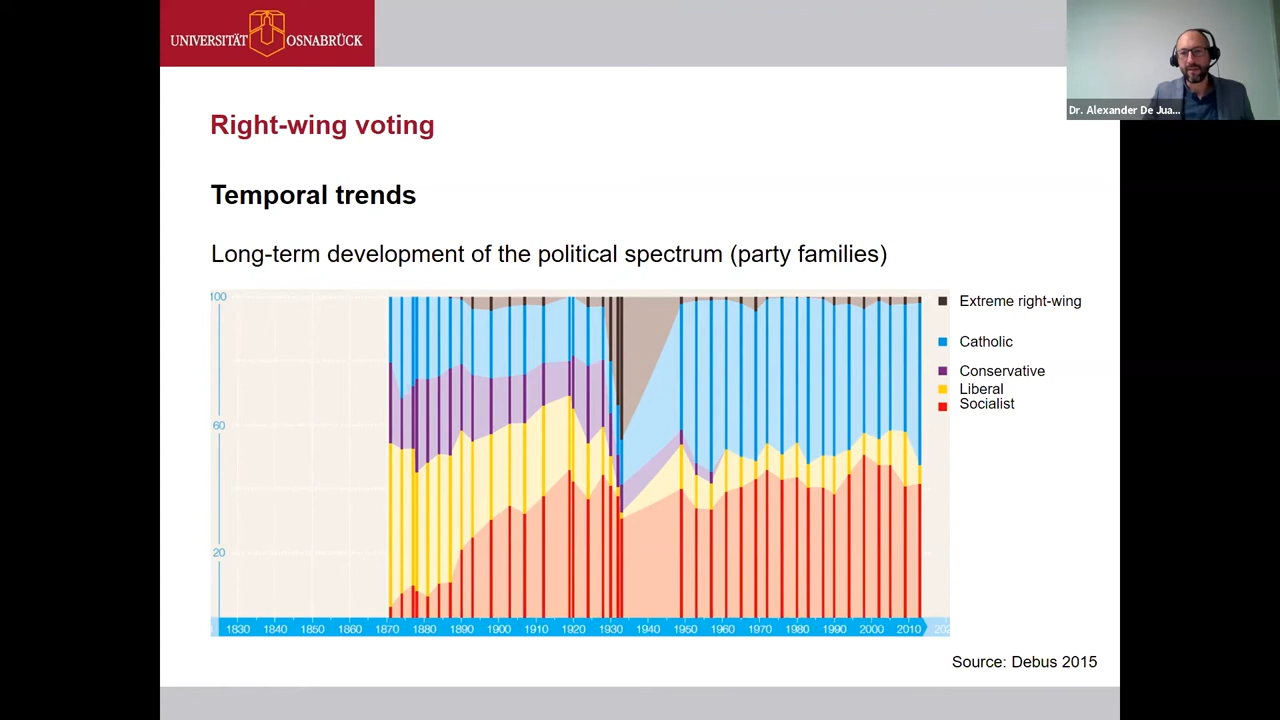 UNIVERSITÄT OSNABRÜCK
Dr. Alexander De Jua...
Right-wing voting
Temporal trends
Long-term development of the political spectrum (party families)
100
60
20
1830 1840 1850 1860 1870 1880 1890 1900 1910 1920 1930 1940 1950 1960 1970 1980 1990 2000 2010 202
Extreme right-wing
Catholic
Conservative
Liberal
Socialist
Source: Debus 2015